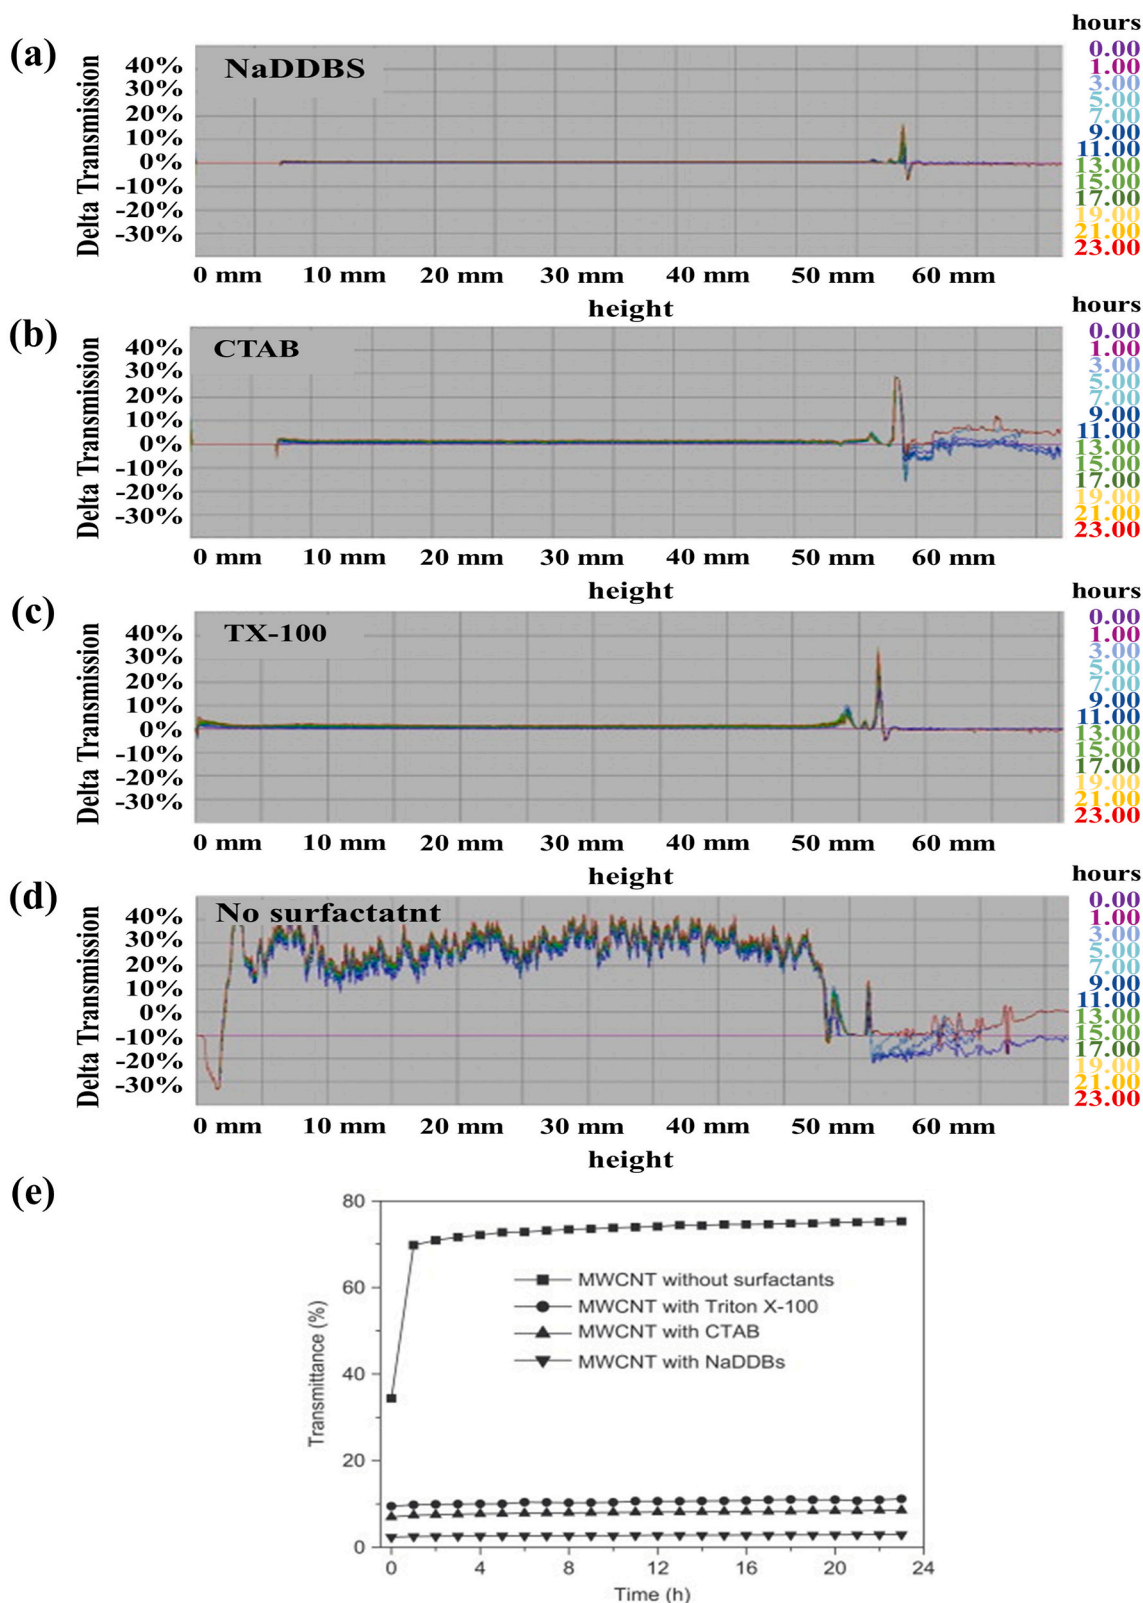 hours
(a)
NaDDBS
Delta Transmission
40%
30%
20%
10%
0%
-10%
-20%
-30%
0.00
1.00
3.00
5.00
7.00
9.00
11.00
13.00
15.00
17.00
19.00
21.00
23.00
0 mm 10 mm 20 mm 30 mm 40 mm 50 mm 60 mm
height
hours
(b)
CTAB
Delta Transmission
40%
30%
20%
10%
0%
-10%
-20%
-30%
0.00
1.00
3.00
5.00
7.00
9.00
11.00
13.00
15.00
17.00
19.00
21.00
23.00
0 mm 10 mm 20 mm 30 mm 40 mm 50 mm 60 mm
height
hours
(c)
TX-100
Delta Transmission
40%
30%
20%
10%
0%
-10%
-20%
-30%
0.00
1.00
3.00
5.00
7.00
9.00
11.00
13.00
15.00
17.00
19.00
21.00
23.00
0 mm 10 mm 20 mm 30 mm 40 mm 50 mm 60 mm
height
hours
(d)
No surfactatnt
Delta Transmission
40%
30%
20%
10%
0%
-10%
-20%
-30%
0.00
1.00
3.00
5.00
7.00
9.00
11.00
13.00
15.00
17.00
19.00
21.00
23.00
0 mm 10 mm 20 mm 30 mm 40 mm 50 mm 60 mm
height
(e)
Transmittance (%)
80
60
40
20
0
MWCNT without surfactants
MWCNT with Triton X-100
MWCNT with CTAB
MWCNT with NaDDBs
0 4 8 12 16 20 24
Time (h)